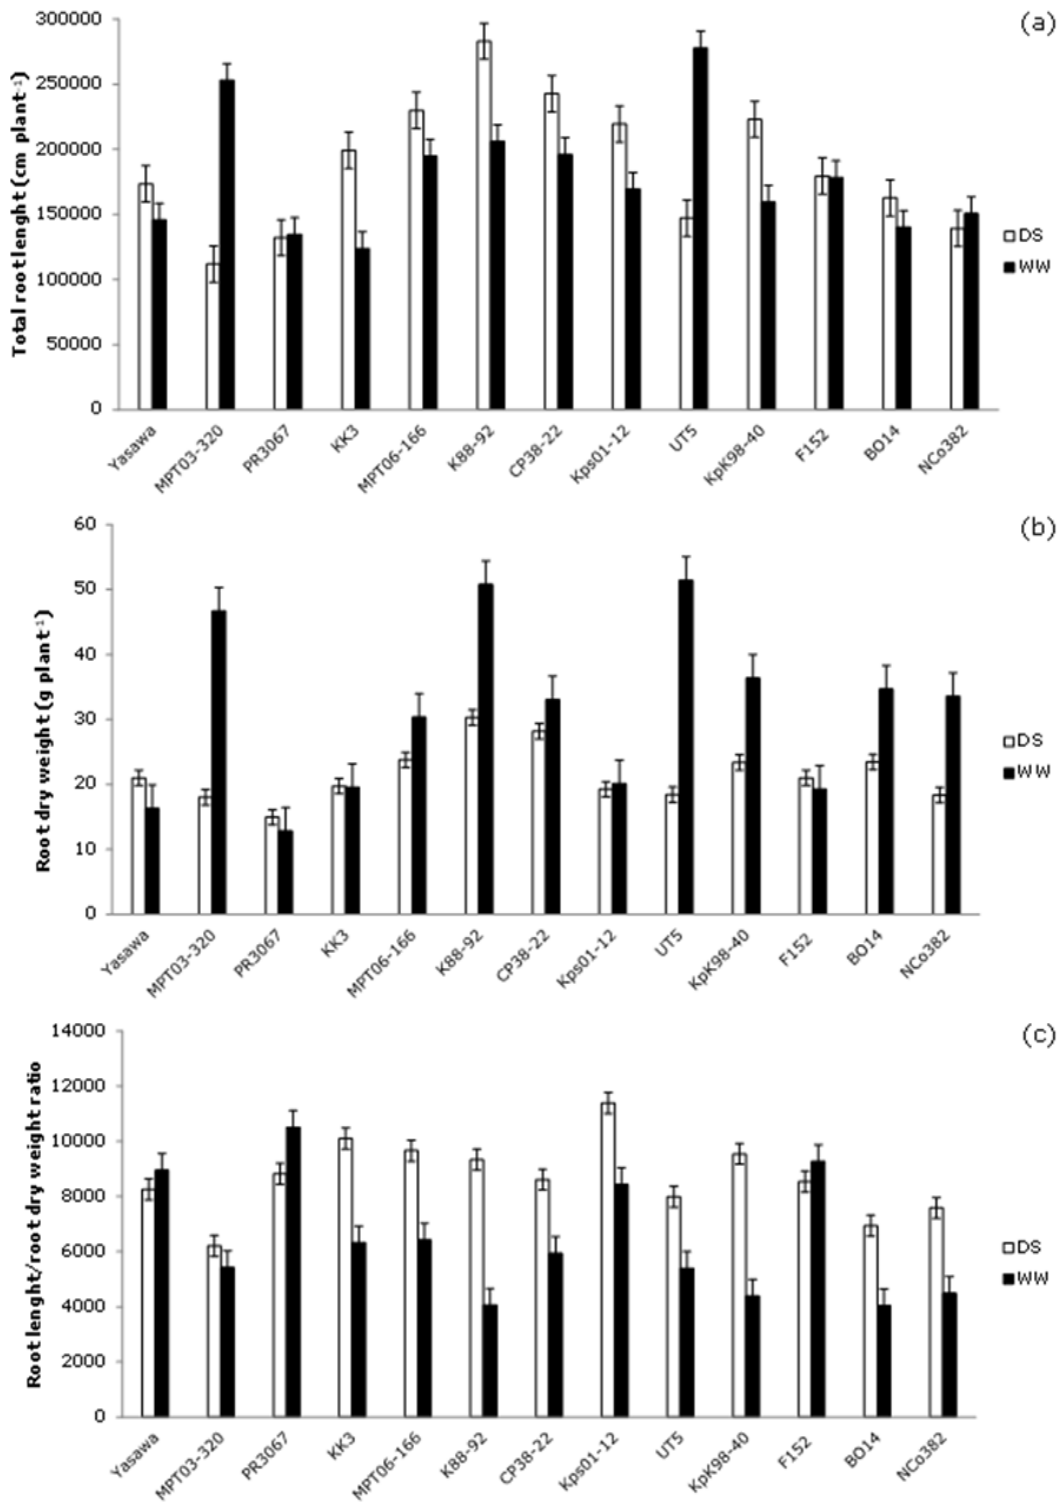 (a)
300000
250000
200000
150000
100000
50000
0
Total root lenght (cm plant⁻¹)
DS
WW
Yasawa
MPT03-320
PR3067
KK3
MPT06-166
K88-92
CP38-22
Kps01-12
UT5
KpK98-40
F152
BO14
NCo382
(b)
60
50
40
30
20
10
0
Root dry weight (g plant⁻¹)
DS
WW
Yasawa
MPT03-320
PR3067
KK3
MPT06-166
K88-92
CP38-22
Kps01-12
UT5
KpK98-40
F152
BO14
NCo382
(c)
14000
12000
10000
8000
6000
4000
2000
0
Root lenght/root dry weight ratio
DS
WW
Yasawa
MPT03-320
PR3067
KK3
MPT06-166
K88-92
CP38-22
Kps01-12
UT5
KpK98-40
F152
BO14
NCo382